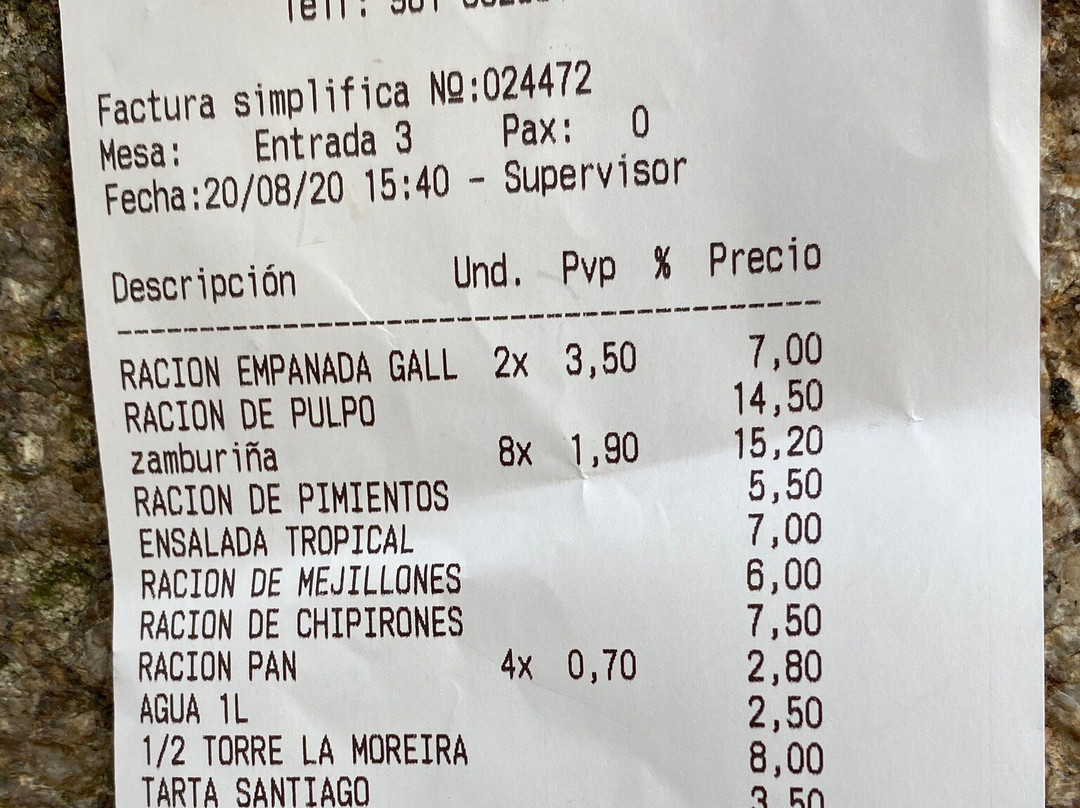 Factura simplifica Nº:024472
Mesa: Entrada 3 Pax: 0
Fecha:20/08/20 15:40 - Supervisor
Descripción Und. Pvp % Precio
RACION EMPANADA GALL 2x 3,50 7,00
RACION DE PULPO 14,50
zamburiña 8x 1,90 15,20
RACION DE PIMIENTOS 5,50
ENSALADA TROPICAL 7,00
RACION DE MEJILLONES 6,00
RACION DE CHIPIRONES 7,50
RACION PAN 4x 0,70 2,80
AGUA 1L 2,50
1/2 TORRE LA MOREIRA 8,00
TARTA SANTIAGO 3,50